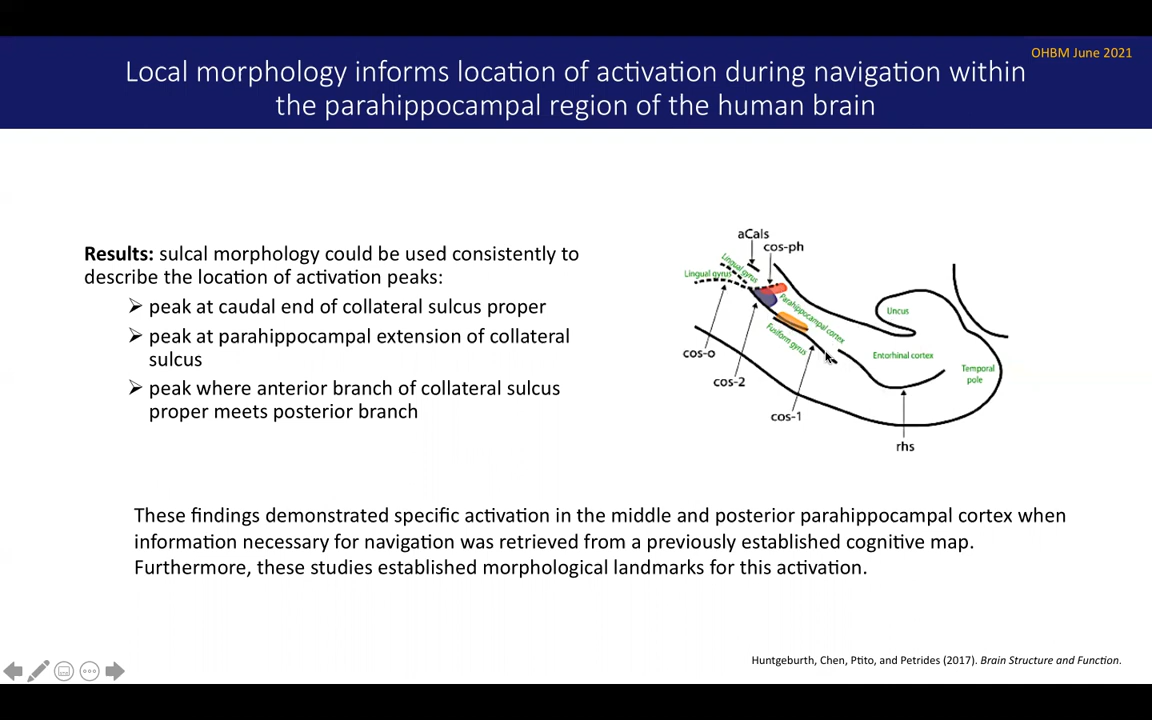 OHBM June 2021
Local morphology informs location of activation during navigation within
the parahippocampal region of the human brain
Results: sulcal morphology could be used consistently to
describe the location of activation peaks:
➢ peak at caudal end of collateral sulcus proper
➢ peak at parahippocampal extension of collateral
sulcus
➢ peak where anterior branch of collateral sulcus
proper meets posterior branch
aCals
cos-ph
Lingual gyrus
Lingual gyrus
Parahippocampal cortex
Fusiform gyrus
Uncus
Entorhinal cortex
Temporal
pole
cos-o
cos-2
cos-1
rhs
These findings demonstrated specific activation in the middle and posterior parahippocampal cortex when
information necessary for navigation was retrieved from a previously established cognitive map.
Furthermore, these studies established morphological landmarks for this activation.
Huntgeburth, Chen, Ptito, and Petrides (2017). Brain Structure and Function.